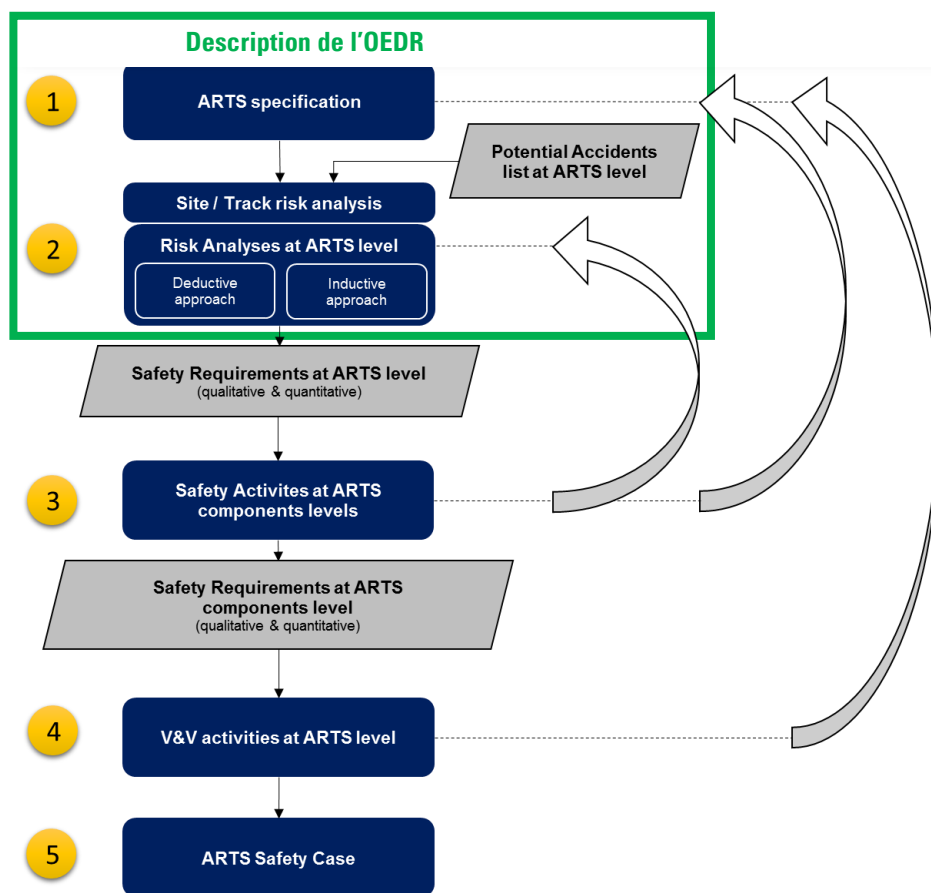 Description de l'OEDR
1
ARTS specification
Potential Accidents
list at ARTS level
Site / Track risk analysis
2
Risk Analyses at ARTS level
Deductive
approach
Inductive
approach
Safety Requirements at ARTS level
(qualitative & quantitative)
3
Safety Activites at ARTS
components levels
Safety Requirements at ARTS
components level
(qualitative & quantitative)
4
V&V activities at ARTS level
5
ARTS Safety Case